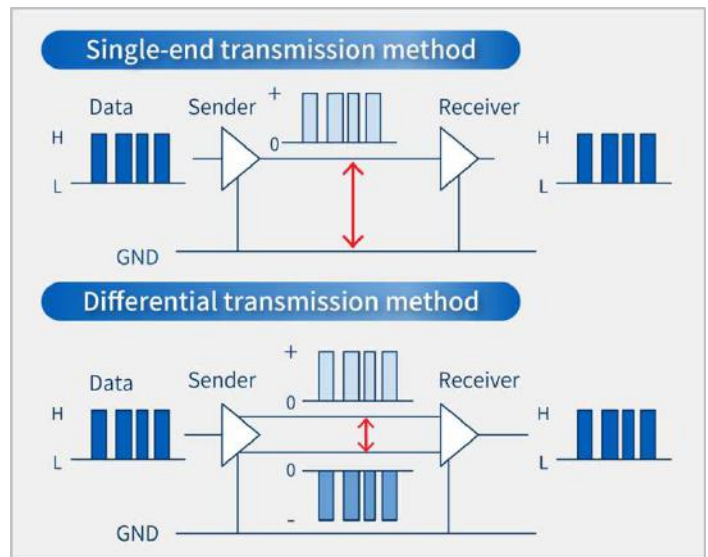 Single-end transmission method
Data Sender + Receiver
H 0 H
L L
GND
Differential transmission method
Data Sender + Receiver
H 0 H
L 0 L
-
GND